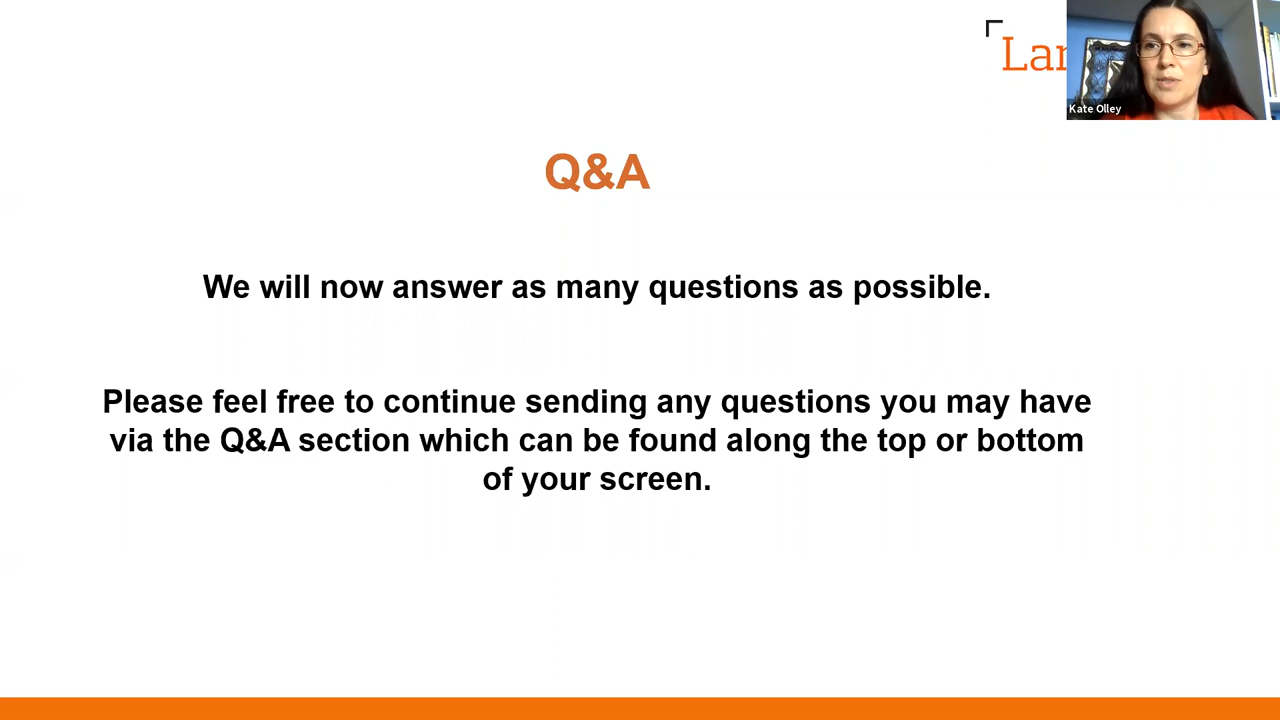 Kate Olley
Q&A
We will now answer as many questions as possible.
Please feel free to continue sending any questions you may have
via the Q&A section which can be found along the top or bottom
of your screen.